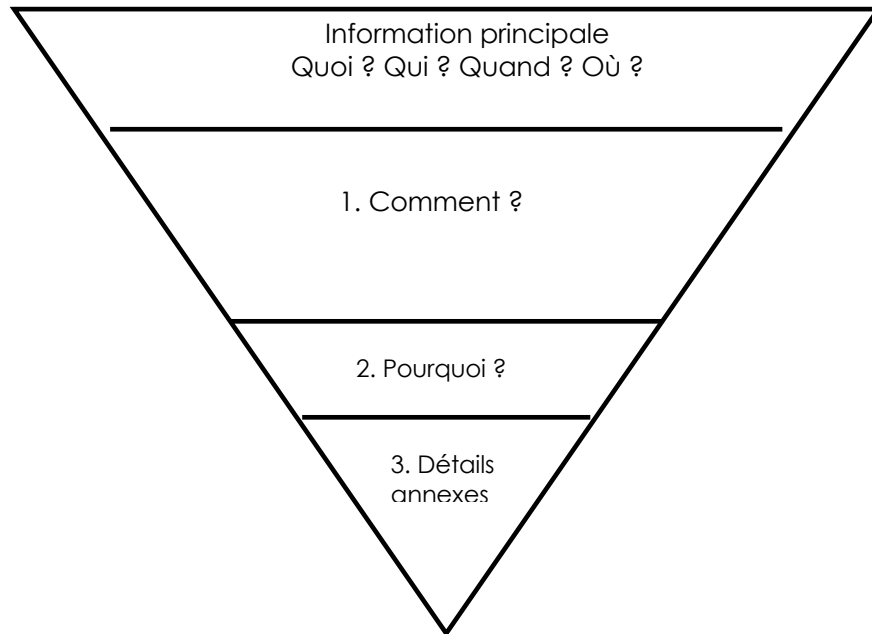 Information principale
Quoi ? Qui ? Quand ? Où ?
1. Comment ?
2. Pourquoi ?
3. Détails
annexes